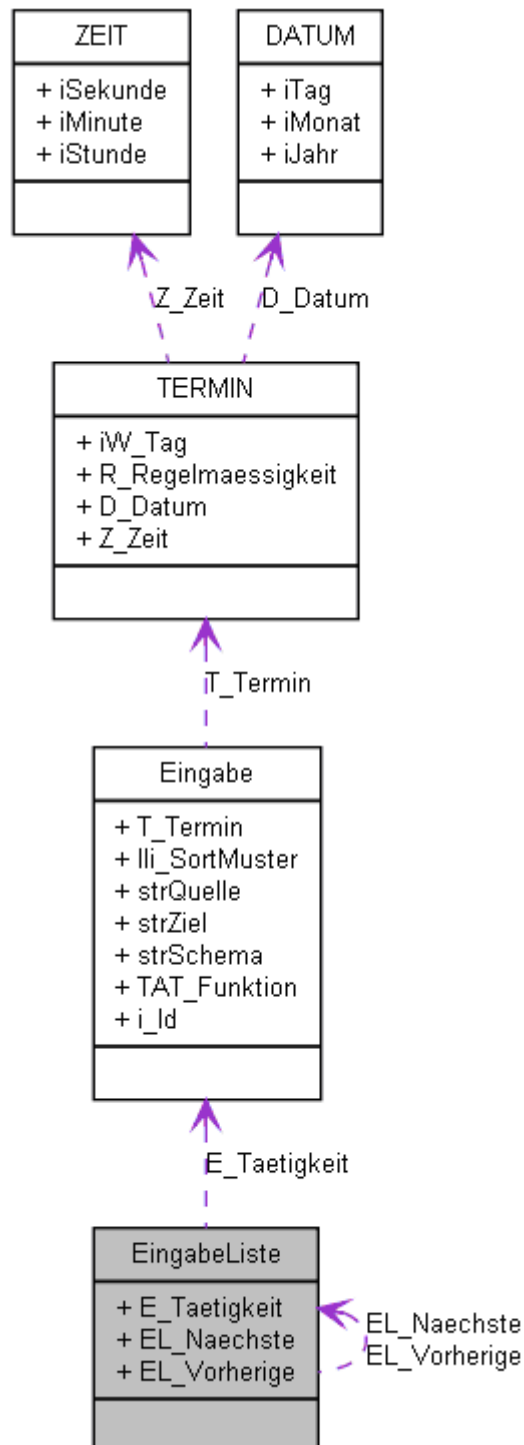 ZEIT
+ iSekunde
+ iMinute
+ iStunde
DATUM
+ iTag
+ iMonat
+ iJahr
Z_Zeit
D_Datum
TERMIN
+ iW_Tag
+ R_Regelmaessigkeit
+ D_Datum
+ Z_Zeit
T_Termin
Eingabe
+ T_Termin
+ lli_SortMuster
+ strQuelle
+ strZiel
+ strSchema
+ TAT_Funktion
+ i_Id
E_Taetigkeit
EingabeListe
+ E_Taetigkeit
+ EL_Naechste
+ EL_Vorherige
EL_Naechste
EL_Vorherige